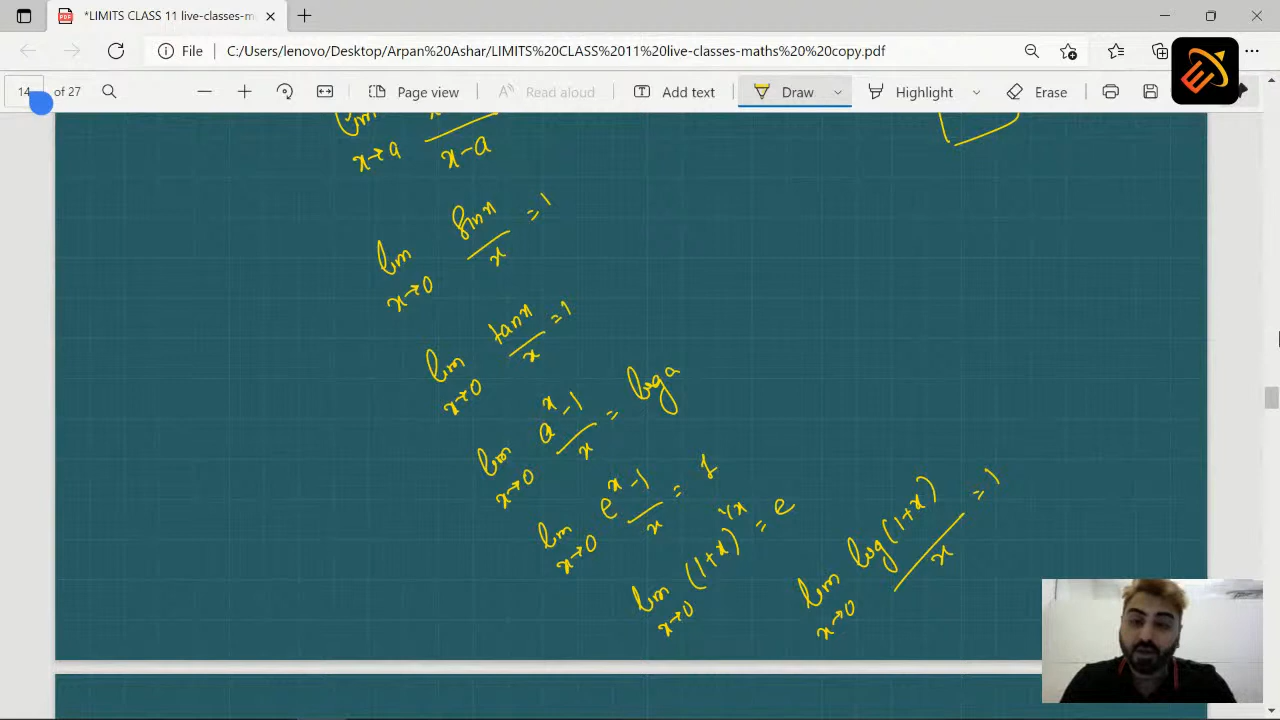 *LIMITS CLASS 11 live-classes-m
File C:/Users/lenovo/Desktop/Arpan%20Ashar/LIMITS%20CLASS%2011%20live-classes-maths%20%20copy.pdf
14 of 27 Page view Read aloud Add text Draw Highlight Erase
lim x→a
x-a
lim x→0 sinx/x = 1
lim x→0 tanx/x = 1
lim x→0 a^x-1/x = log a
lim x→0 e^x-1/x = 1
lim x→0 (1+x)^1/x = e
lim x→0 log(1+x)/x = 1